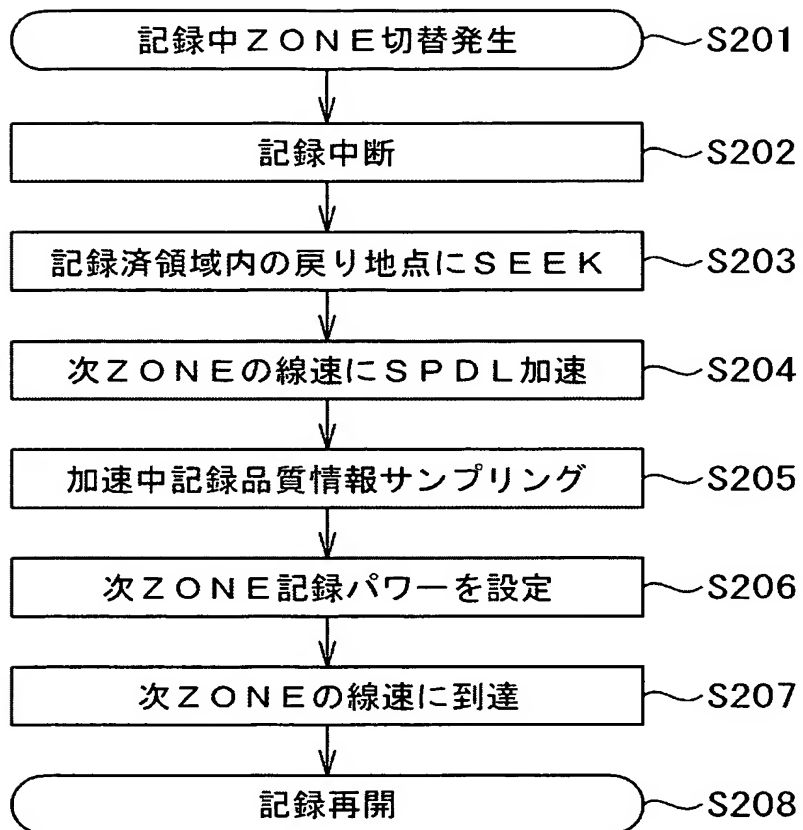 記録中ＺＯＮＥ切替発生 S201
記録中断 S202
記録済領域内の戻り地点にＳＥＥＫ S203
次ＺＯＮＥの線速にＳＰＤＬ加速 S204
加速中記録品質情報サンプリング S205
次ＺＯＮＥ記録パワーを設定 S206
次ＺＯＮＥの線速に到達 S207
記録再開 S208